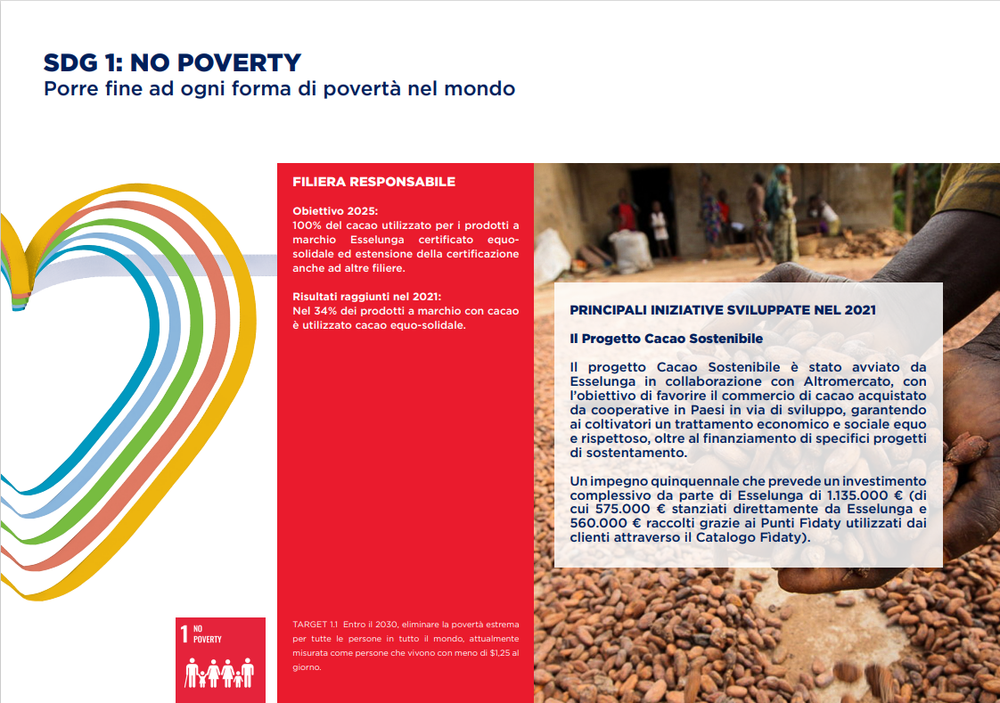 SDG 1: NO POVERTY
Porre fine ad ogni forma di povertà nel mondo
FILIERA RESPONSABILE
Obiettivo 2025:
100% del cacao utilizzato per i prodotti a
marchio Esselunga certificato equo-
solidale ed estensione della certificazione
anche ad altre filiere.
Risultati raggiunti nel 2021:
Nel 34% dei prodotti a marchio con cacao
è utilizzato cacao equo-solidale.
TARGET 1.1 Entro il 2030, eliminare la povertà estrema
per tutte le persone in tutto il mondo, attualmente
misurata come persone che vivono con meno di $1,25 al
giorno.
1 NO
POVERTY
PRINCIPALI INIZIATIVE SVILUPPATE NEL 2021
Il Progetto Cacao Sostenibile
Il progetto Cacao Sostenibile è stato avviato da
Esselunga in collaborazione con Altromercato, con
l'obiettivo di favorire il commercio di cacao acquistato
da cooperative in Paesi in via di sviluppo, garantendo
ai coltivatori un trattamento economico e sociale equo
e rispettoso, oltre al finanziamento di specifici progetti
di sostentamento.
Un impegno quinquennale che prevede un investimento
complessivo da parte di Esselunga di 1.135.000 € (di
cui 575.000 € stanziati direttamente da Esselunga e
560.000 € raccolti grazie ai Punti Fìdaty utilizzati dai
clienti attraverso il Catalogo Fìdaty).